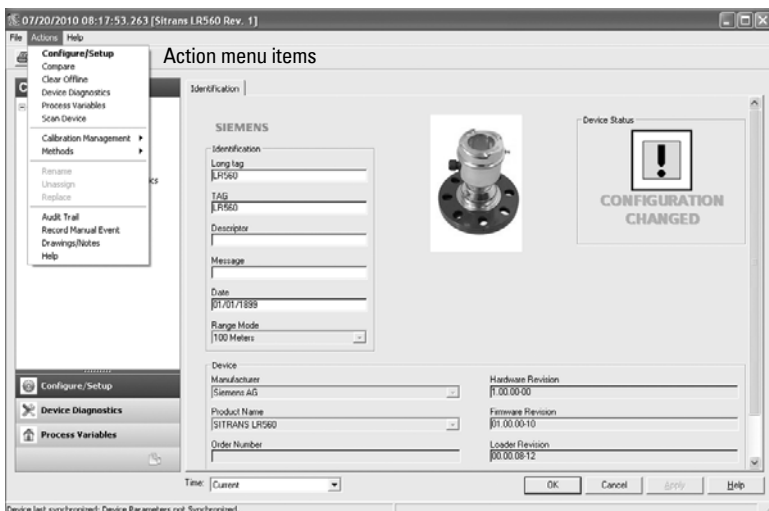 07/20/2010 08:17:53.263 [Sitrans LR560 Rev. 1]
File Actions Help
Action menu items
Configure/Setup
Compare
Clear Offline
Device Diagnostics
Process Variables
Scan Device
Calibration Management
Methods
Rename
Unassign
Replace
Audit Trail
Record Manual Event
Drawings/Notes
Help
C
cs
Configure/Setup
Device Diagnostics
Process Variables
Identification
SIEMENS
Identification
Long tag
LR560
TAG
LR560
Descriptor
Message
Date
01/01/1899
Range Mode
100 Meters
Device Status
!
CONFIGURATION
CHANGED
Device
Manufacturer
Siemens AG
Product Name
SITRANS LR560
Order Number
Hardware Revision
1.00.00-00
Firmware Revision
01.00.00-10
Loader Revision
00.00.08-12
Time: Current
OK Cancel Apply Help
Device last synchronized: Device Parameters not Synchronized